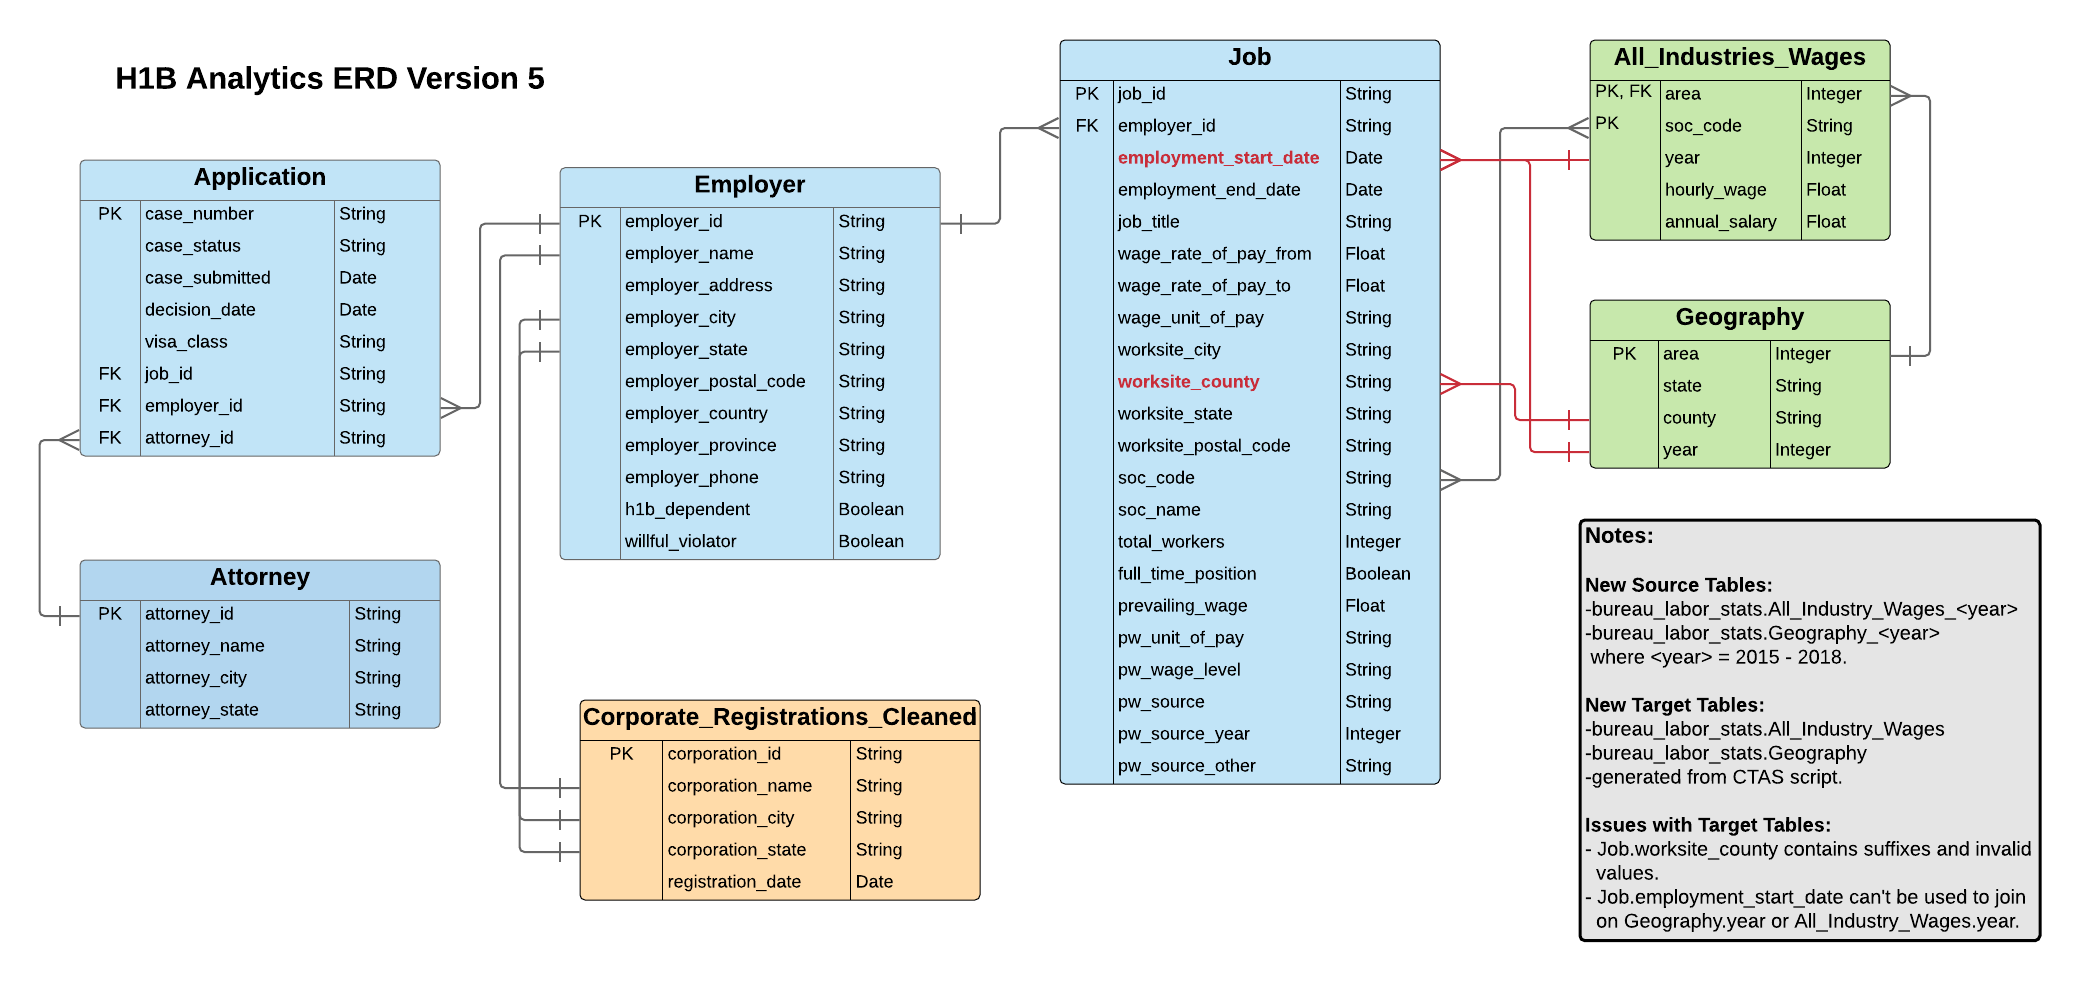 H1B Analytics ERD Version 5
Application
PK case_number String
case_status String
case_submitted Date
decision_date Date
visa_class String
FK job_id String
FK employer_id String
FK attorney_id String
Attorney
PK attorney_id String
attorney_name String
attorney_city String
attorney_state String
Employer
PK employer_id String
employer_name String
employer_address String
employer_city String
employer_state String
employer_postal_code String
employer_country String
employer_province String
employer_phone String
h1b_dependent Boolean
willful_violator Boolean
Corporate_Registrations_Cleaned
PK corporation_id String
corporation_name String
corporation_city String
corporation_state String
registration_date Date
Job
PK job_id String
FK employer_id String
employment_start_date Date
employment_end_date Date
job_title String
wage_rate_of_pay_from Float
wage_rate_of_pay_to Float
wage_unit_of_pay String
worksite_city String
worksite_county String
worksite_state String
worksite_postal_code String
soc_code String
soc_name String
total_workers Integer
full_time_position Boolean
prevailing_wage Float
pw_unit_of_pay String
pw_wage_level String
pw_source String
pw_source_year Integer
pw_source_other String
All_Industries_Wages
PK, FK area Integer
PK soc_code String
year Integer
hourly_wage Float
annual_salary Float
Geography
PK area Integer
state String
county String
year Integer
Notes:
New Source Tables:
-bureau_labor_stats.All_Industry_Wages_<year>
-bureau_labor_stats.Geography_<year>
where <year> = 2015 - 2018.
New Target Tables:
-bureau_labor_stats.All_Industry_Wages
-bureau_labor_stats.Geography
-generated from CTAS script.
Issues with Target Tables:
- Job.worksite_county contains suffixes and invalid
values.
- Job.employment_start_date can't be used to join
on Geography.year or All_Industry_Wages.year.